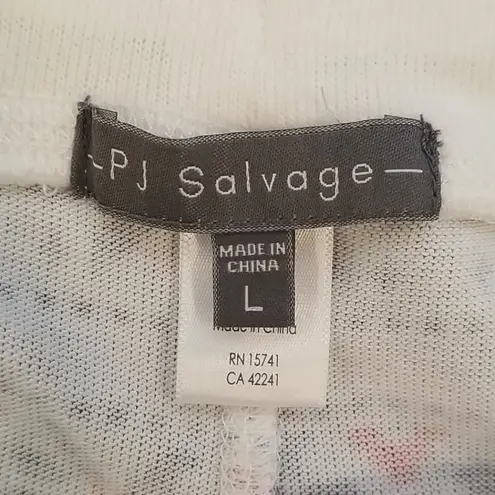 —PJ Salvage—
MADE IN
CHINA
L
Made in China
RN 15741
CA 42241